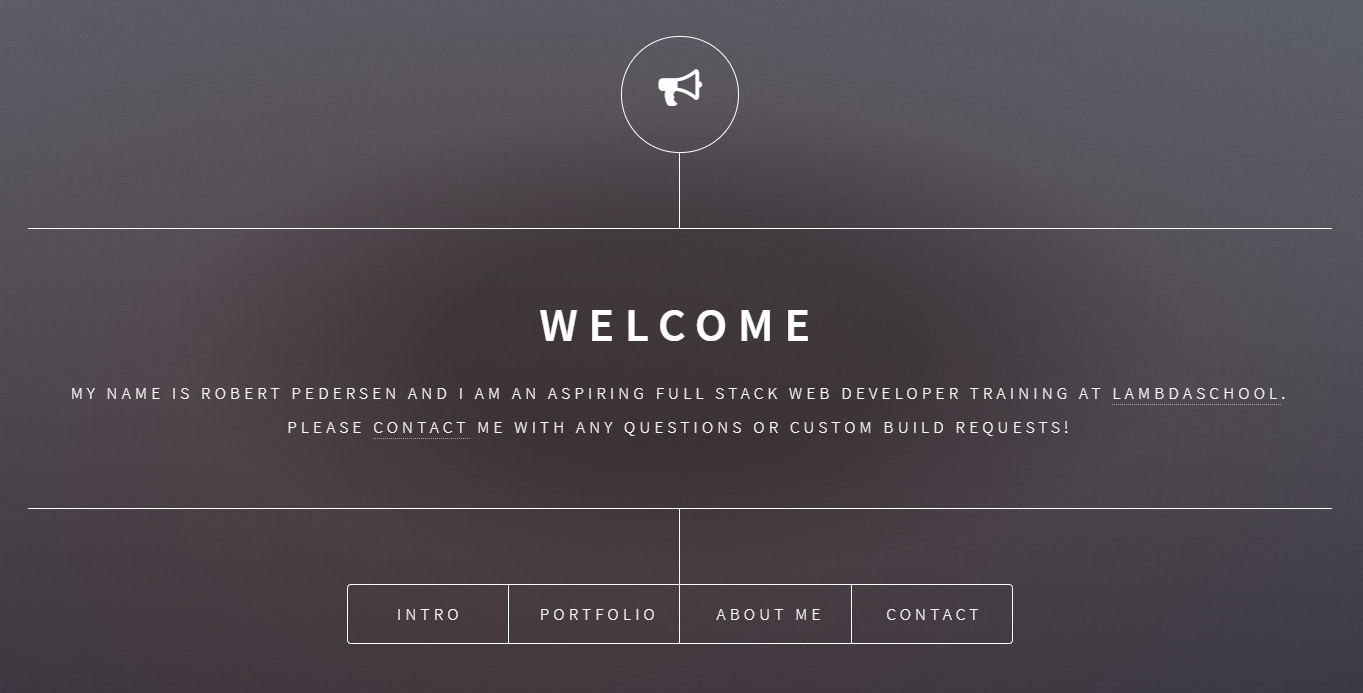 WELCOME
MY NAME IS ROBERT PEDERSEN AND I AM AN ASPIRING FULL STACK WEB DEVELOPER TRAINING AT LAMBDASCHOOL.
PLEASE CONTACT ME WITH ANY QUESTIONS OR CUSTOM BUILD REQUESTS!
INTRO PORTFOLIO ABOUT ME CONTACT